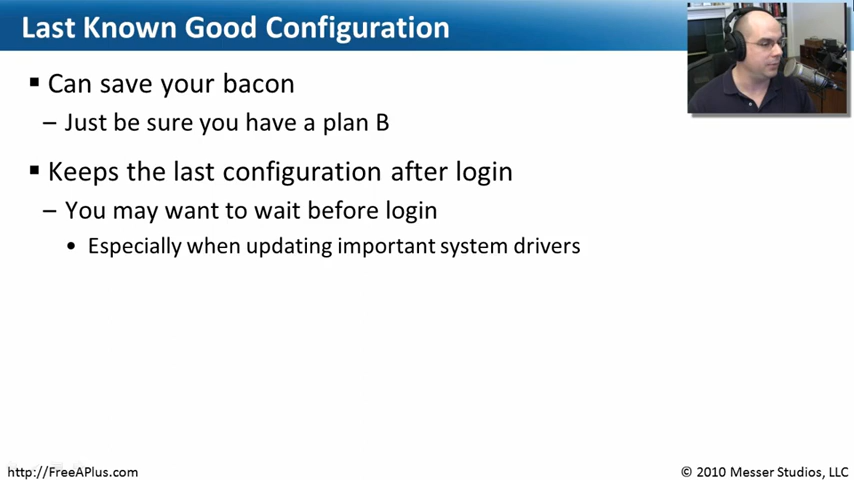 Last Known Good Configuration
▪ Can save your bacon
– Just be sure you have a plan B
▪ Keeps the last configuration after login
– You may want to wait before login
• Especially when updating important system drivers
http://FreeAPlus.com
© 2010 Messer Studios, LLC